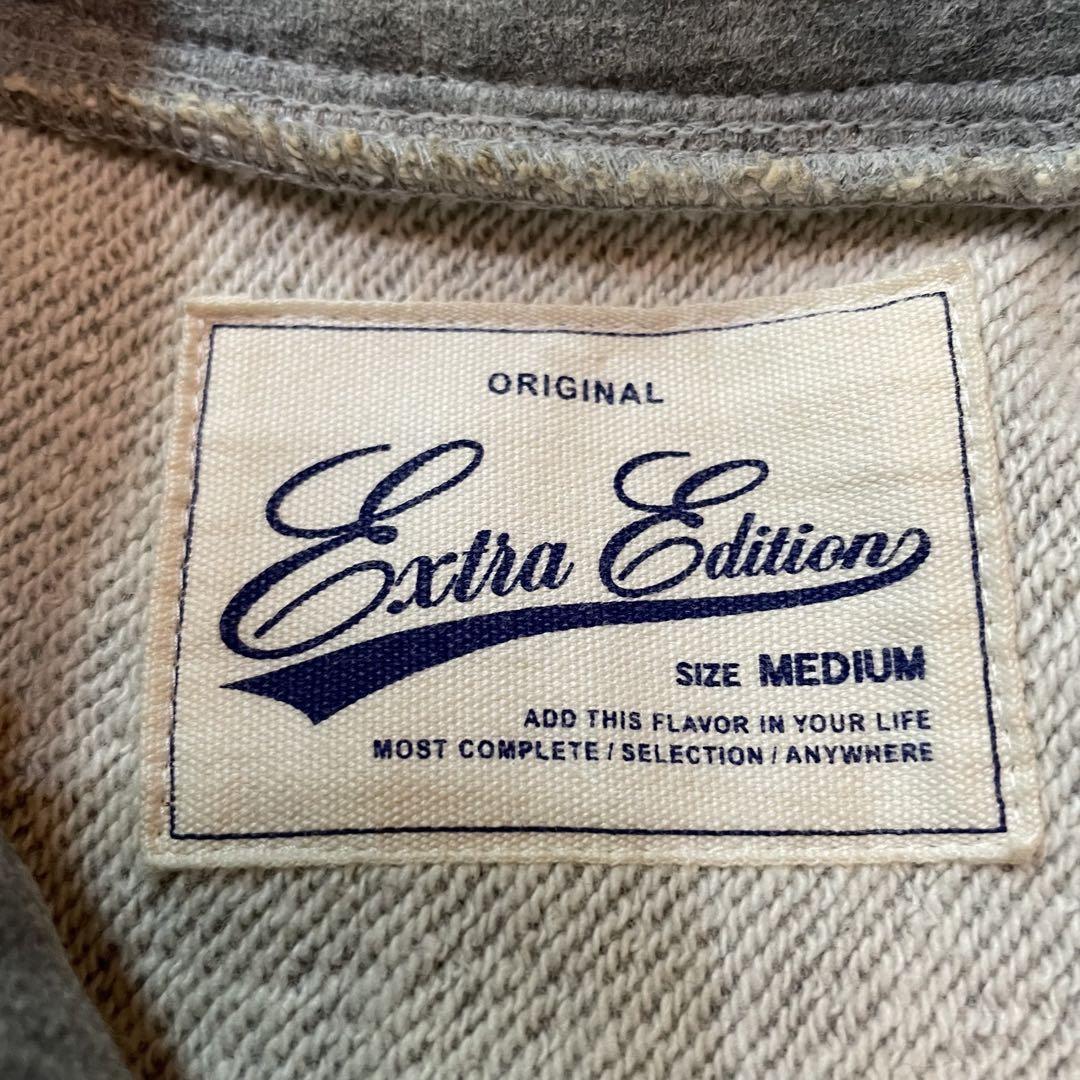 ORIGINAL
Extra Edition
SIZE MEDIUM
ADD THIS FLAVOR IN YOUR LIFE
MOST COMPLETE / SELECTION / ANYWHERE